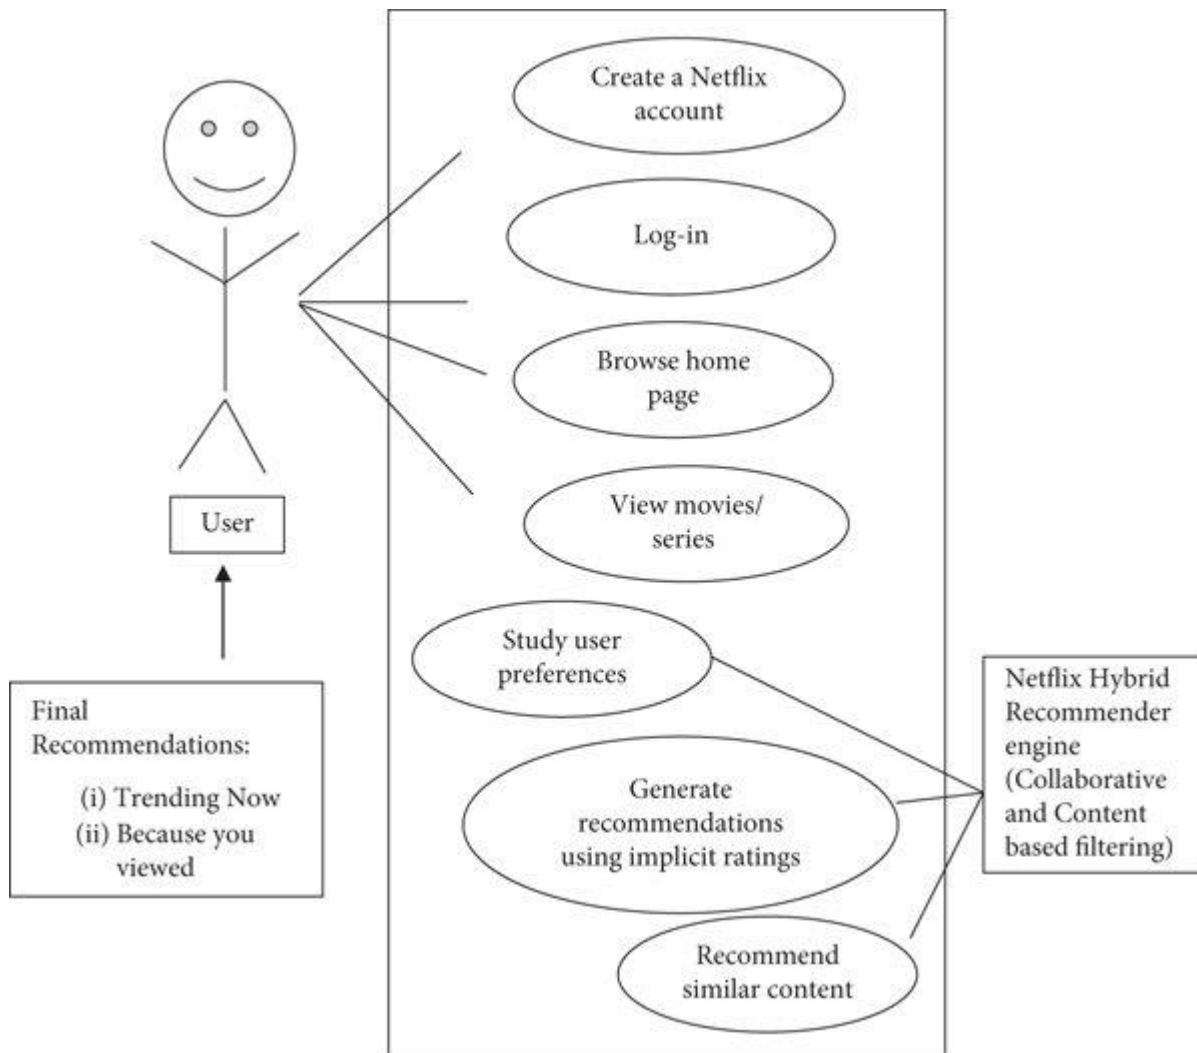 Create a Netflix
account
Log-in
Browse home
page
View movies/
series
User
Study user
preferences
Final
Recommendations:
(i) Trending Now
(ii) Because you
viewed
Generate
recommendations
using implicit ratings
Recommend
similar content
Netflix Hybrid
Recommender
engine
(Collaborative
and Content
based filtering)